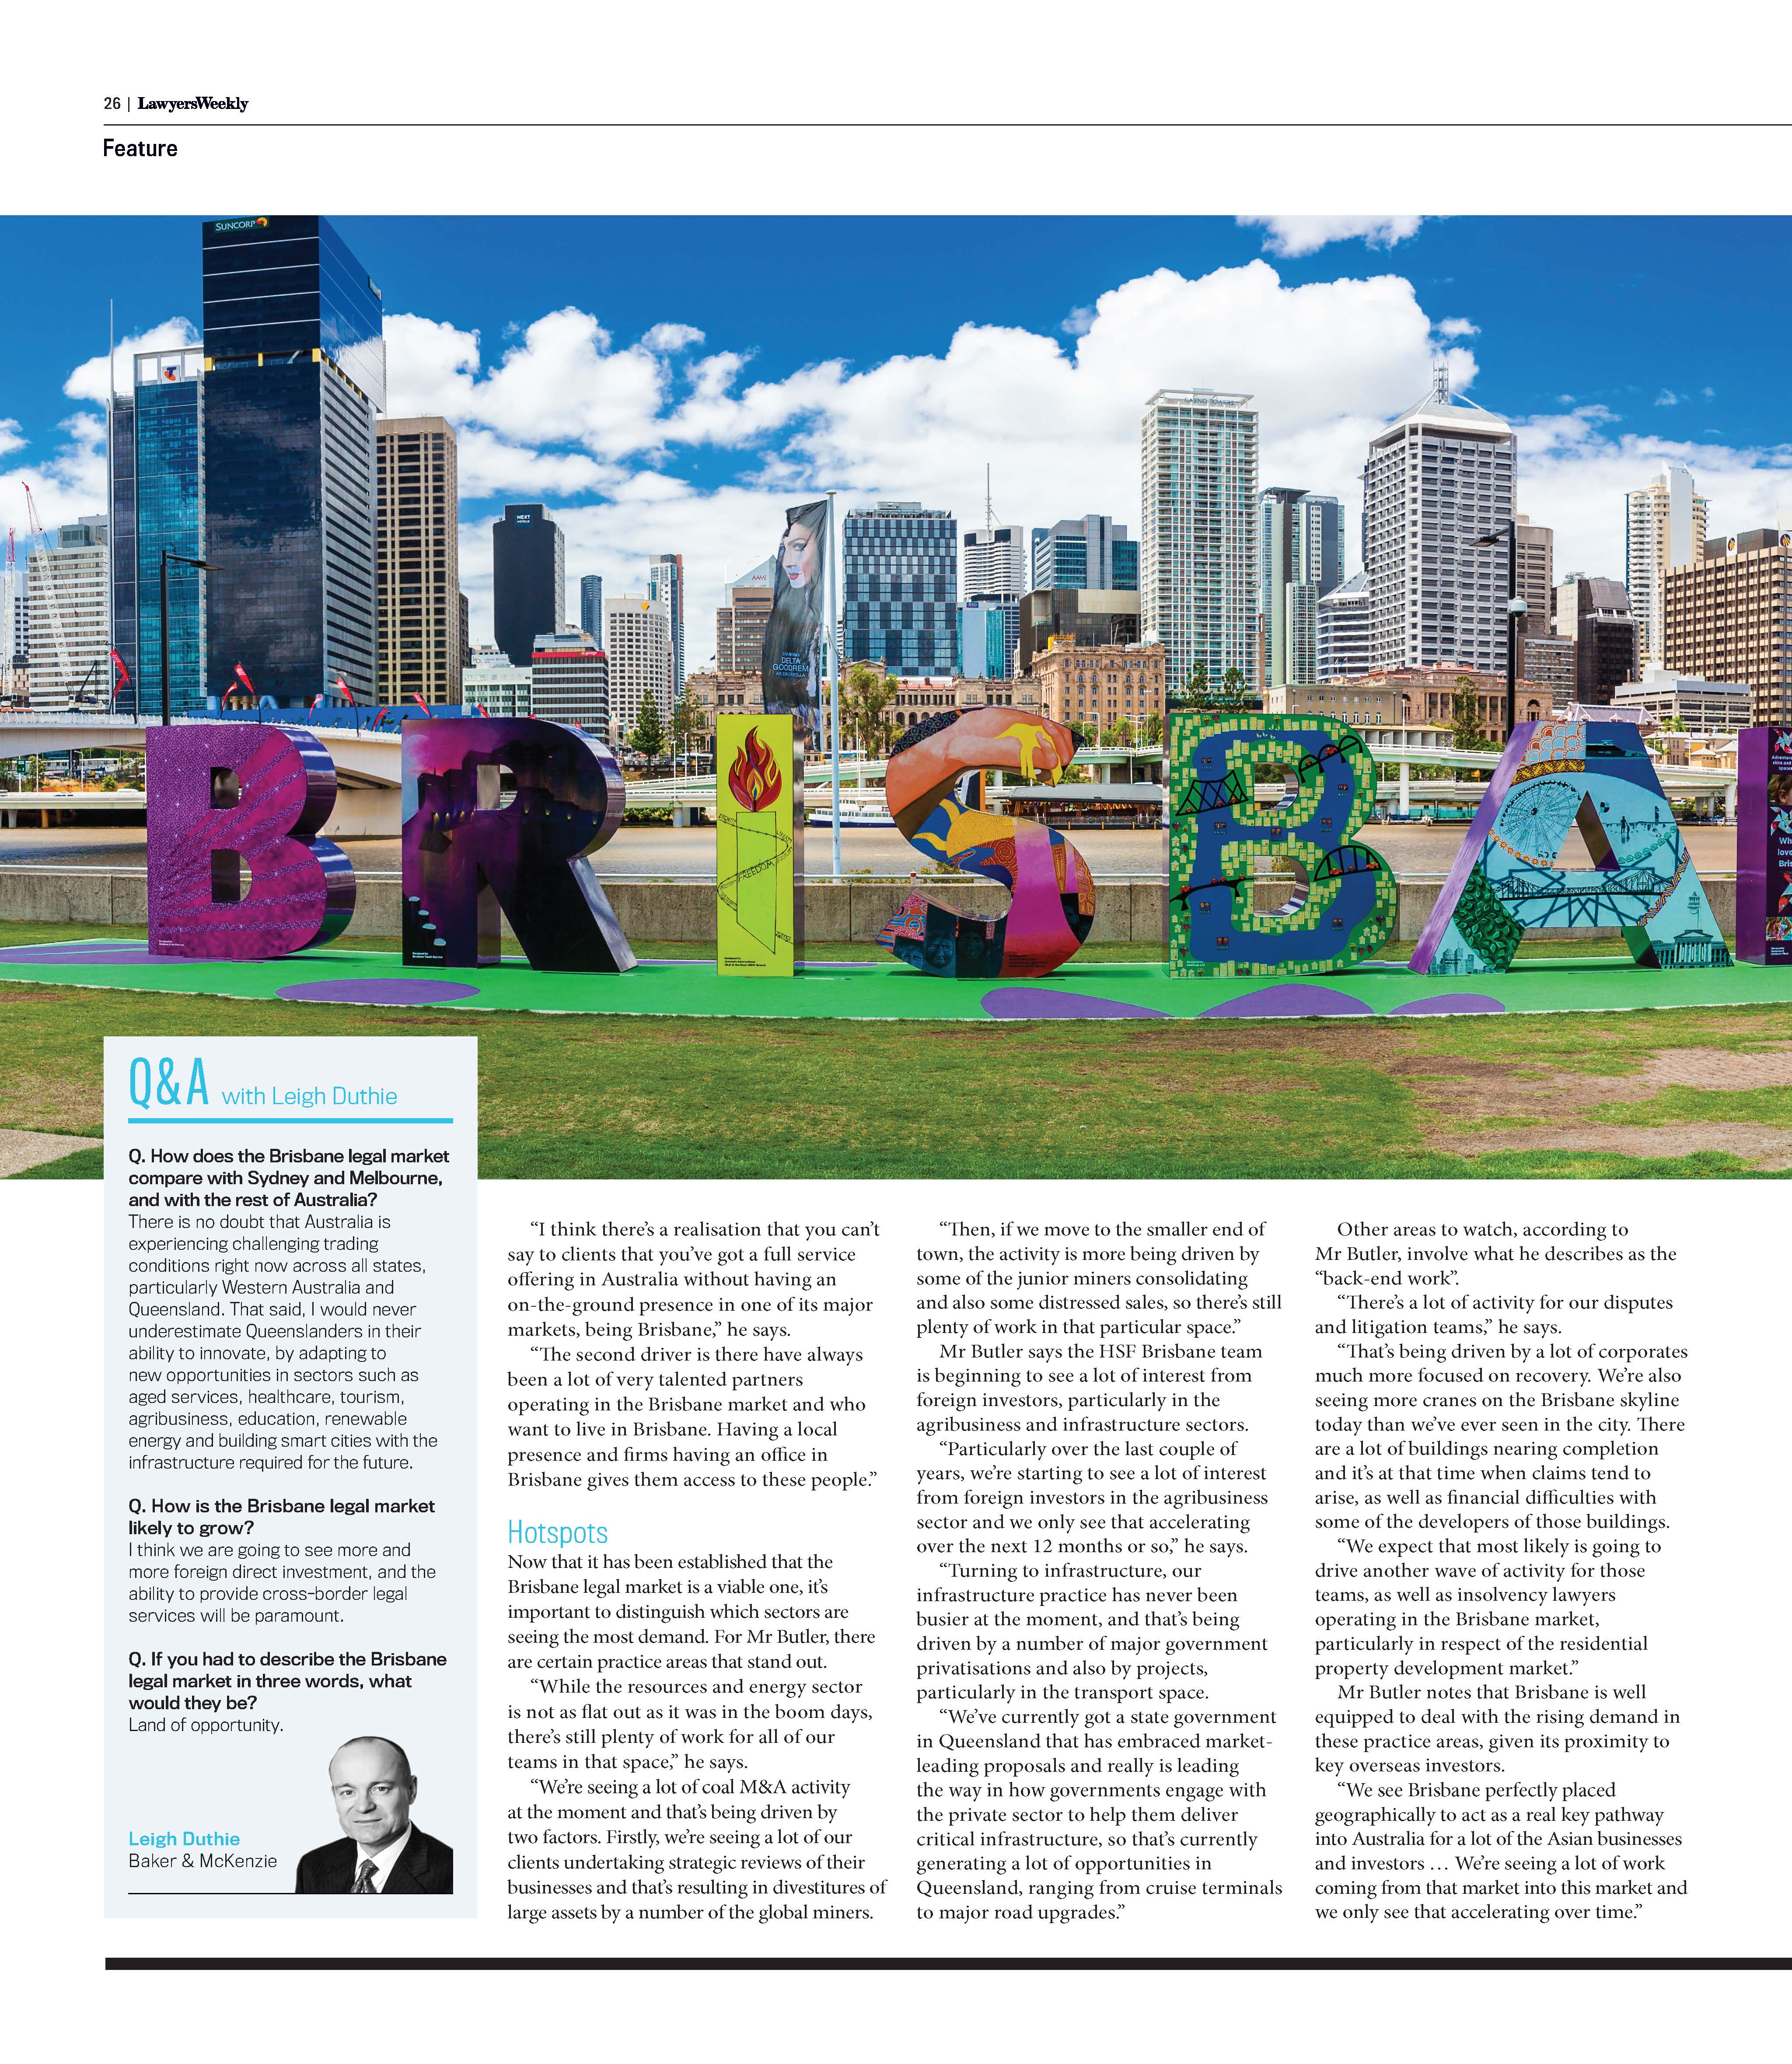 26 | LawyersWeekly
Feature
SUNCORP
NEXT
HOTELS
AAMI
DELTA
GOODREM
CASINO TOWERS
BRISBA
FREEDOM
Wh
love
Bris
Q&A with Leigh Duthie
Q. How does the Brisbane legal market
compare with Sydney and Melbourne,
and with the rest of Australia?
There is no doubt that Australia is
experiencing challenging trading
conditions right now across all states,
particularly Western Australia and
Queensland. That said, I would never
underestimate Queenslanders in their
ability to innovate, by adapting to
new opportunities in sectors such as
aged services, healthcare, tourism,
agribusiness, education, renewable
energy and building smart cities with the
infrastructure required for the future.
Q. How is the Brisbane legal market
likely to grow?
I think we are going to see more and
more foreign direct investment, and the
ability to provide cross-border legal
services will be paramount.
Q. If you had to describe the Brisbane
legal market in three words, what
would they be?
Land of opportunity.
Leigh Duthie
Baker & McKenzie
“I think there’s a realisation that you can’t
say to clients that you’ve got a full service
offering in Australia without having an
on-the-ground presence in one of its major
markets, being Brisbane,” he says.
“The second driver is there have always
been a lot of very talented partners
operating in the Brisbane market and who
want to live in Brisbane. Having a local
presence and firms having an office in
Brisbane gives them access to these people.”
Hotspots
Now that it has been established that the
Brisbane legal market is a viable one, it’s
important to distinguish which sectors are
seeing the most demand. For Mr Butler, there
are certain practice areas that stand out.
“While the resources and energy sector
is not as flat out as it was in the boom days,
there’s still plenty of work for all of our
teams in that space,” he says.
“We’re seeing a lot of coal M&A activity
at the moment and that’s being driven by
two factors. Firstly, we’re seeing a lot of our
clients undertaking strategic reviews of their
businesses and that’s resulting in divestitures of
large assets by a number of the global miners.
“Then, if we move to the smaller end of
town, the activity is more being driven by
some of the junior miners consolidating
and also some distressed sales, so there’s still
plenty of work in that particular space.”
Mr Butler says the HSF Brisbane team
is beginning to see a lot of interest from
foreign investors, particularly in the
agribusiness and infrastructure sectors.
“Particularly over the last couple of
years, we’re starting to see a lot of interest
from foreign investors in the agribusiness
sector and we only see that accelerating
over the next 12 months or so,” he says.
“Turning to infrastructure, our
infrastructure practice has never been
busier at the moment, and that’s being
driven by a number of major government
privatisations and also by projects,
particularly in the transport space.
“We’ve currently got a state government
in Queensland that has embraced market-
leading proposals and really is leading
the way in how governments engage with
the private sector to help them deliver
critical infrastructure, so that’s currently
generating a lot of opportunities in
Queensland, ranging from cruise terminals
to major road upgrades.”
Other areas to watch, according to
Mr Butler, involve what he describes as the
“back-end work”.
“There’s a lot of activity for our disputes
and litigation teams,” he says.
“That’s being driven by a lot of corporates
much more focused on recovery. We’re also
seeing more cranes on the Brisbane skyline
today than we’ve ever seen in the city. There
are a lot of buildings nearing completion
and it’s at that time when claims tend to
arise, as well as financial difficulties with
some of the developers of those buildings.
“We expect that most likely is going to
drive another wave of activity for those
teams, as well as insolvency lawyers
operating in the Brisbane market,
particularly in respect of the residential
property development market.”
Mr Butler notes that Brisbane is well
equipped to deal with the rising demand in
these practice areas, given its proximity to
key overseas investors.
“We see Brisbane perfectly placed
geographically to act as a real key pathway
into Australia for a lot of the Asian businesses
and investors … We’re seeing a lot of work
coming from that market into this market and
we only see that accelerating over time.”